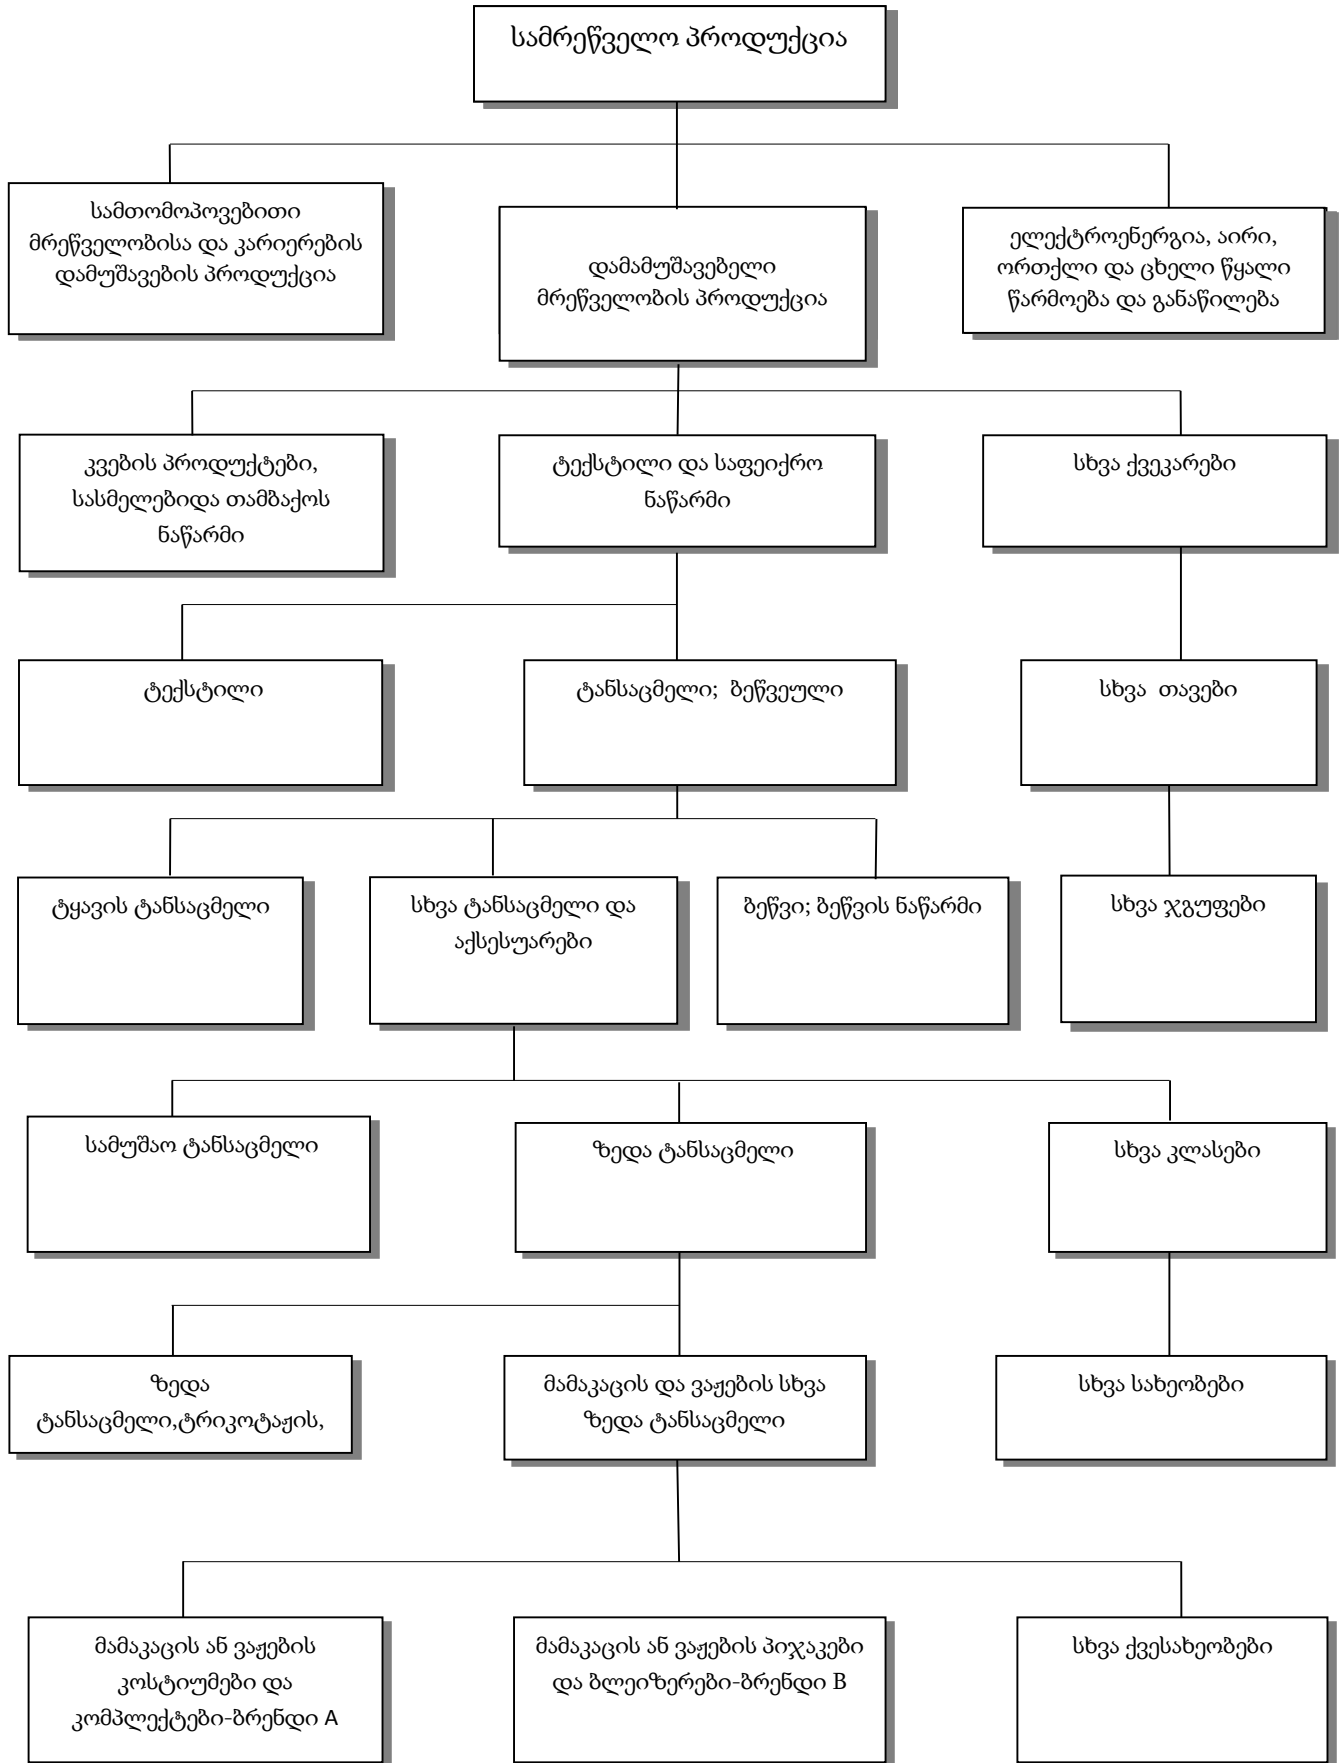 სამრეწველო პროდუქცია
სამთომოპოვებითი
მრეწველობისა და კარიერების
დამუშავების პროდუქცია
დამამუშავებელი
მრეწველობის პროდუქცია
ელექტროენერგია, აირი,
ორთქლი და ცხელი წყალი
წარმოება და განაწილება
კვების პროდუქტები,
სასმელებიდა თამბაქოს
ნაწარმი
ტექსტილი და საფეიქრო
ნაწარმი
სხვა ქვეკარები
ტექსტილი
ტანსაცმელი; ბეწვეული
სხვა თავები
ტყავის ტანსაცმელი
სხვა ტანსაცმელი და
აქსესუარები
ბეწვი; ბეწვის ნაწარმი
სხვა ჯგუფები
სამუშაო ტანსაცმელი
ზედა ტანსაცმელი
სხვა კლასები
ზედა
ტანსაცმელი,ტრიკოტაჟის,
მამაკაცის და ვაჟების სხვა
ზედა ტანსაცმელი
სხვა სახეობები
მამაკაცის ან ვაჟების
კოსტიუმები და
კომპლექტები-ბრენდი A
მამაკაცის ან ვაჟების პიჯაკები
და ბლეიზერები-ბრენდი B
სხვა ქვესახეობები